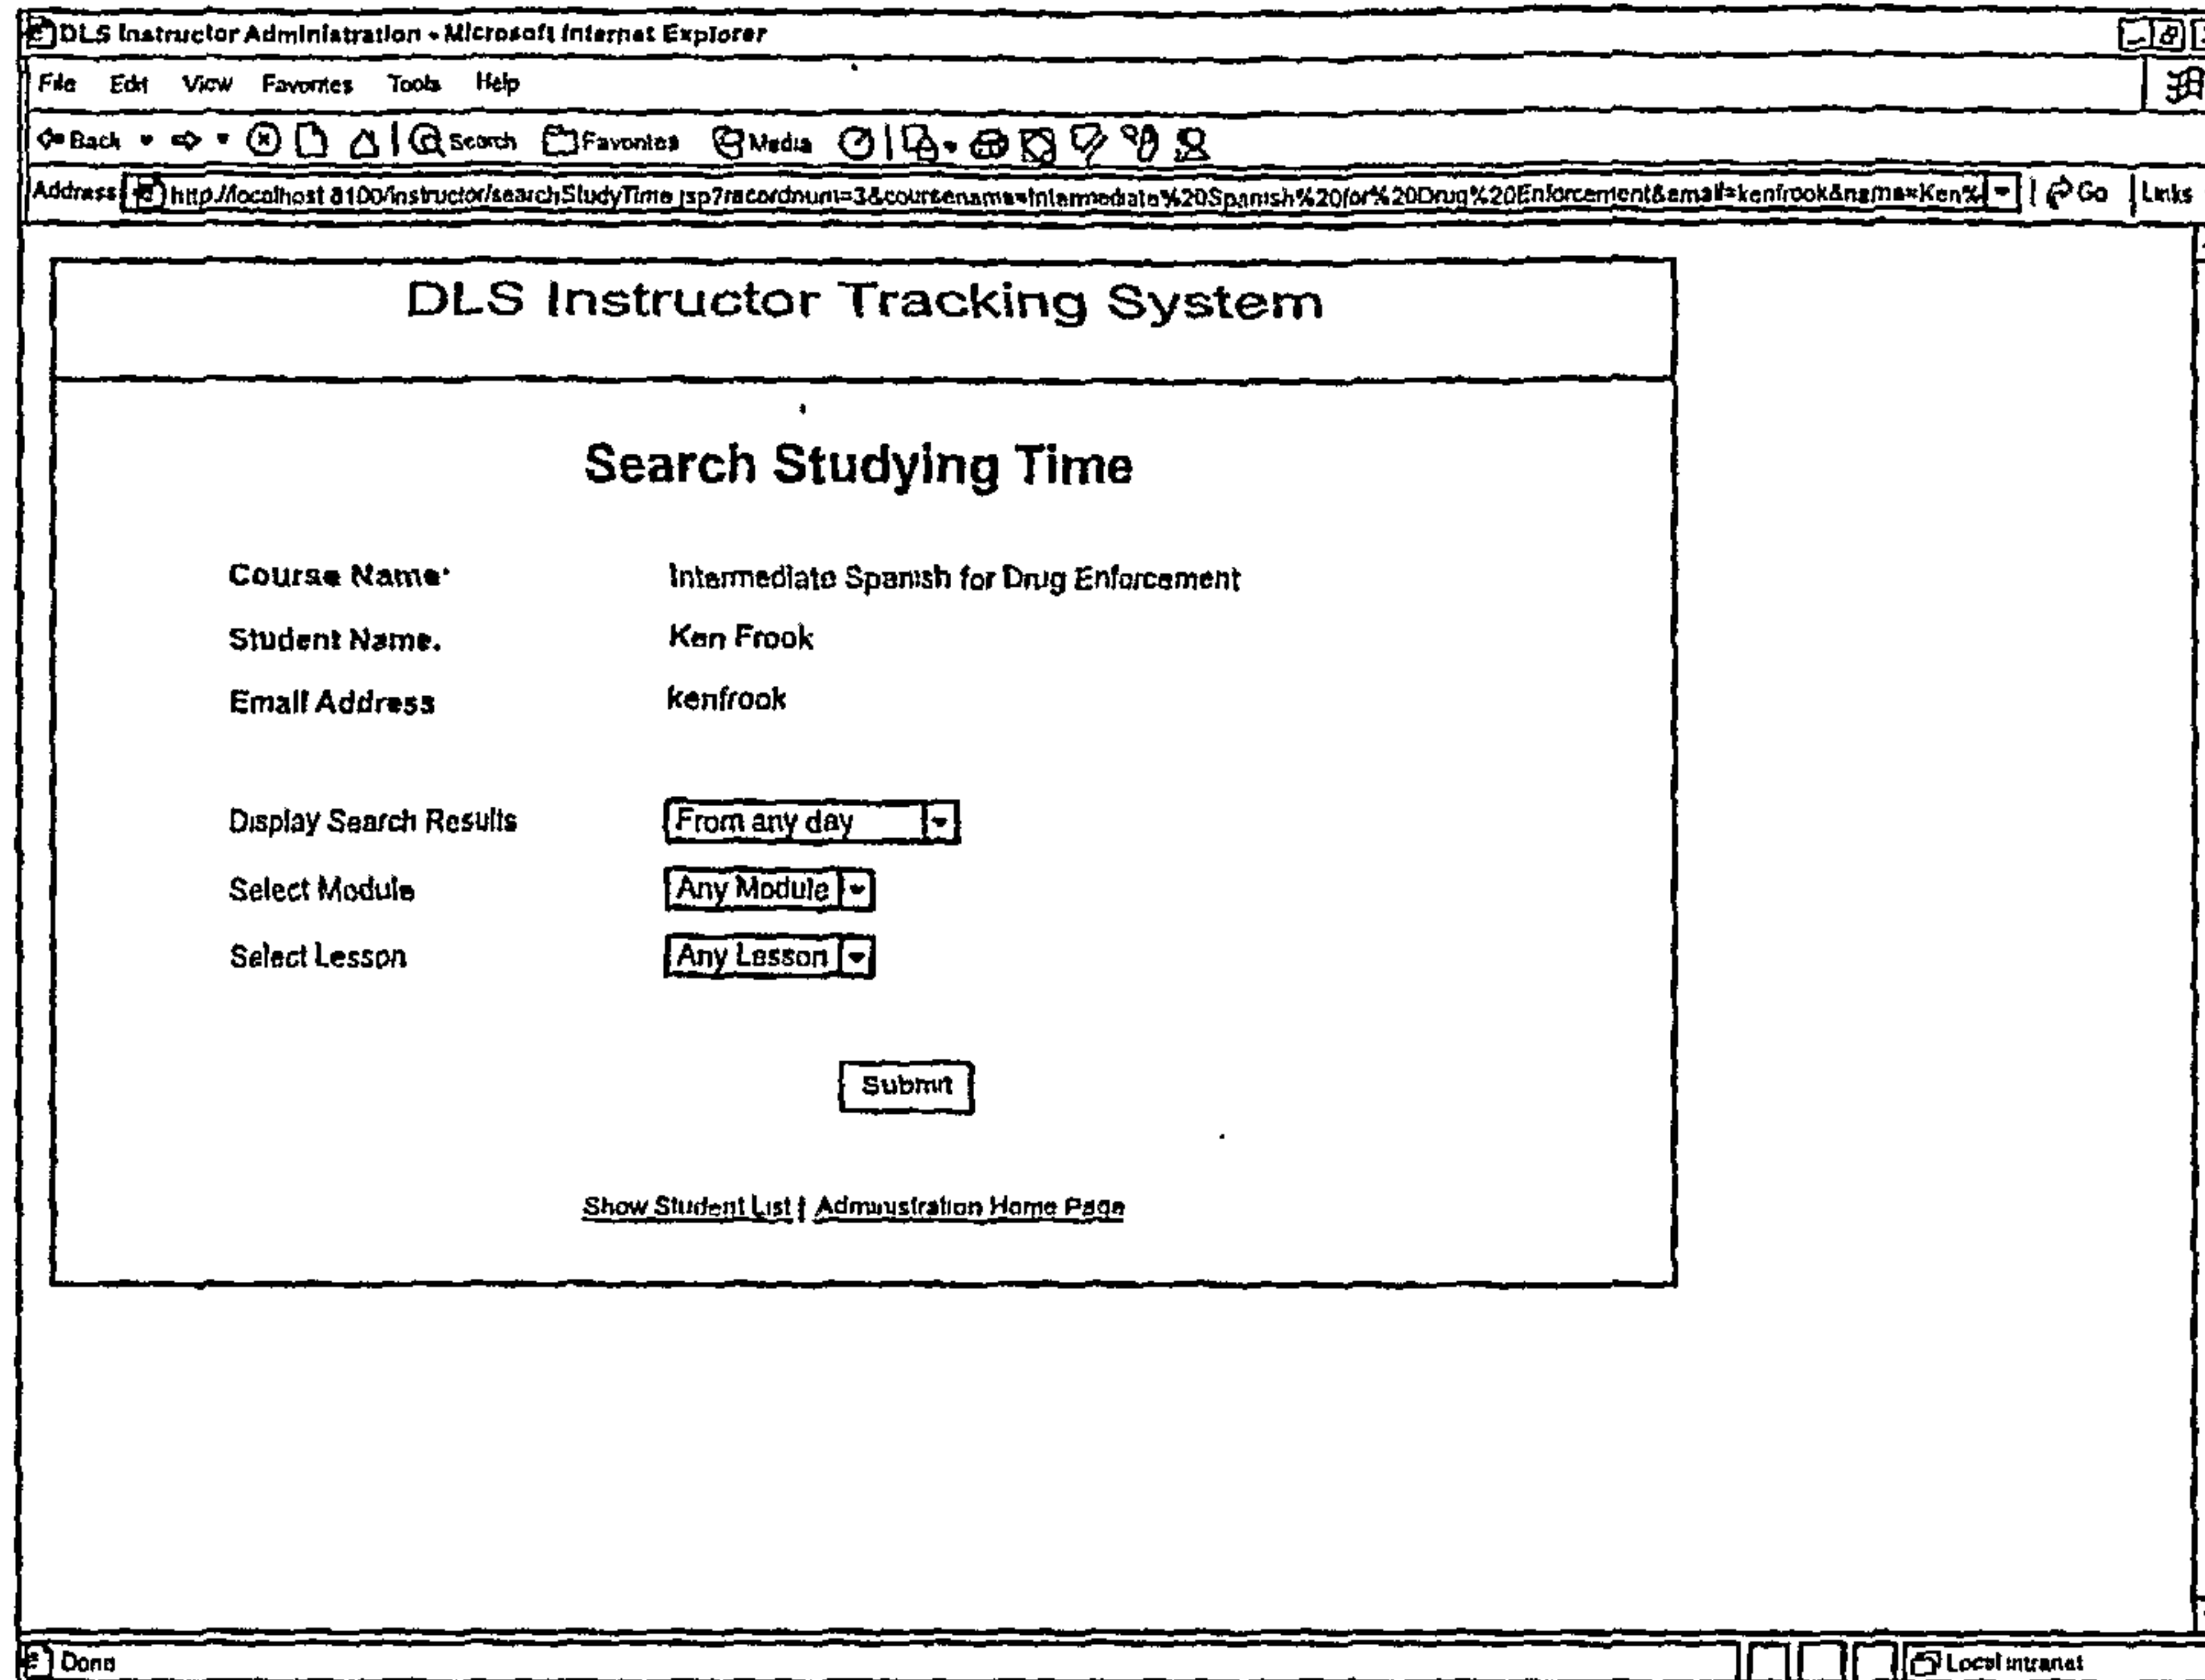 DLS Instructor Administration - Microsoft Internet Explorer
File Edit View Favorites Tools Help
Back Search Favorites Media
Address http://localhost:8100/instructor/searchStudyTime.jsp?recordnum=3&coursename=Intermediate%20Spanish%20for%20Drug%20Enforcement&email=kenfrook&name=Ken% Go Links
DLS Instructor Tracking System
Search Studying Time
Course Name: Intermediate Spanish for Drug Enforcement
Student Name. Ken Frook
Email Address kenfrook
Display Search Results From any day
Select Module Any Module
Select Lesson Any Lesson
Submit
Show Student List | Administration Home Page
Done Local intranet